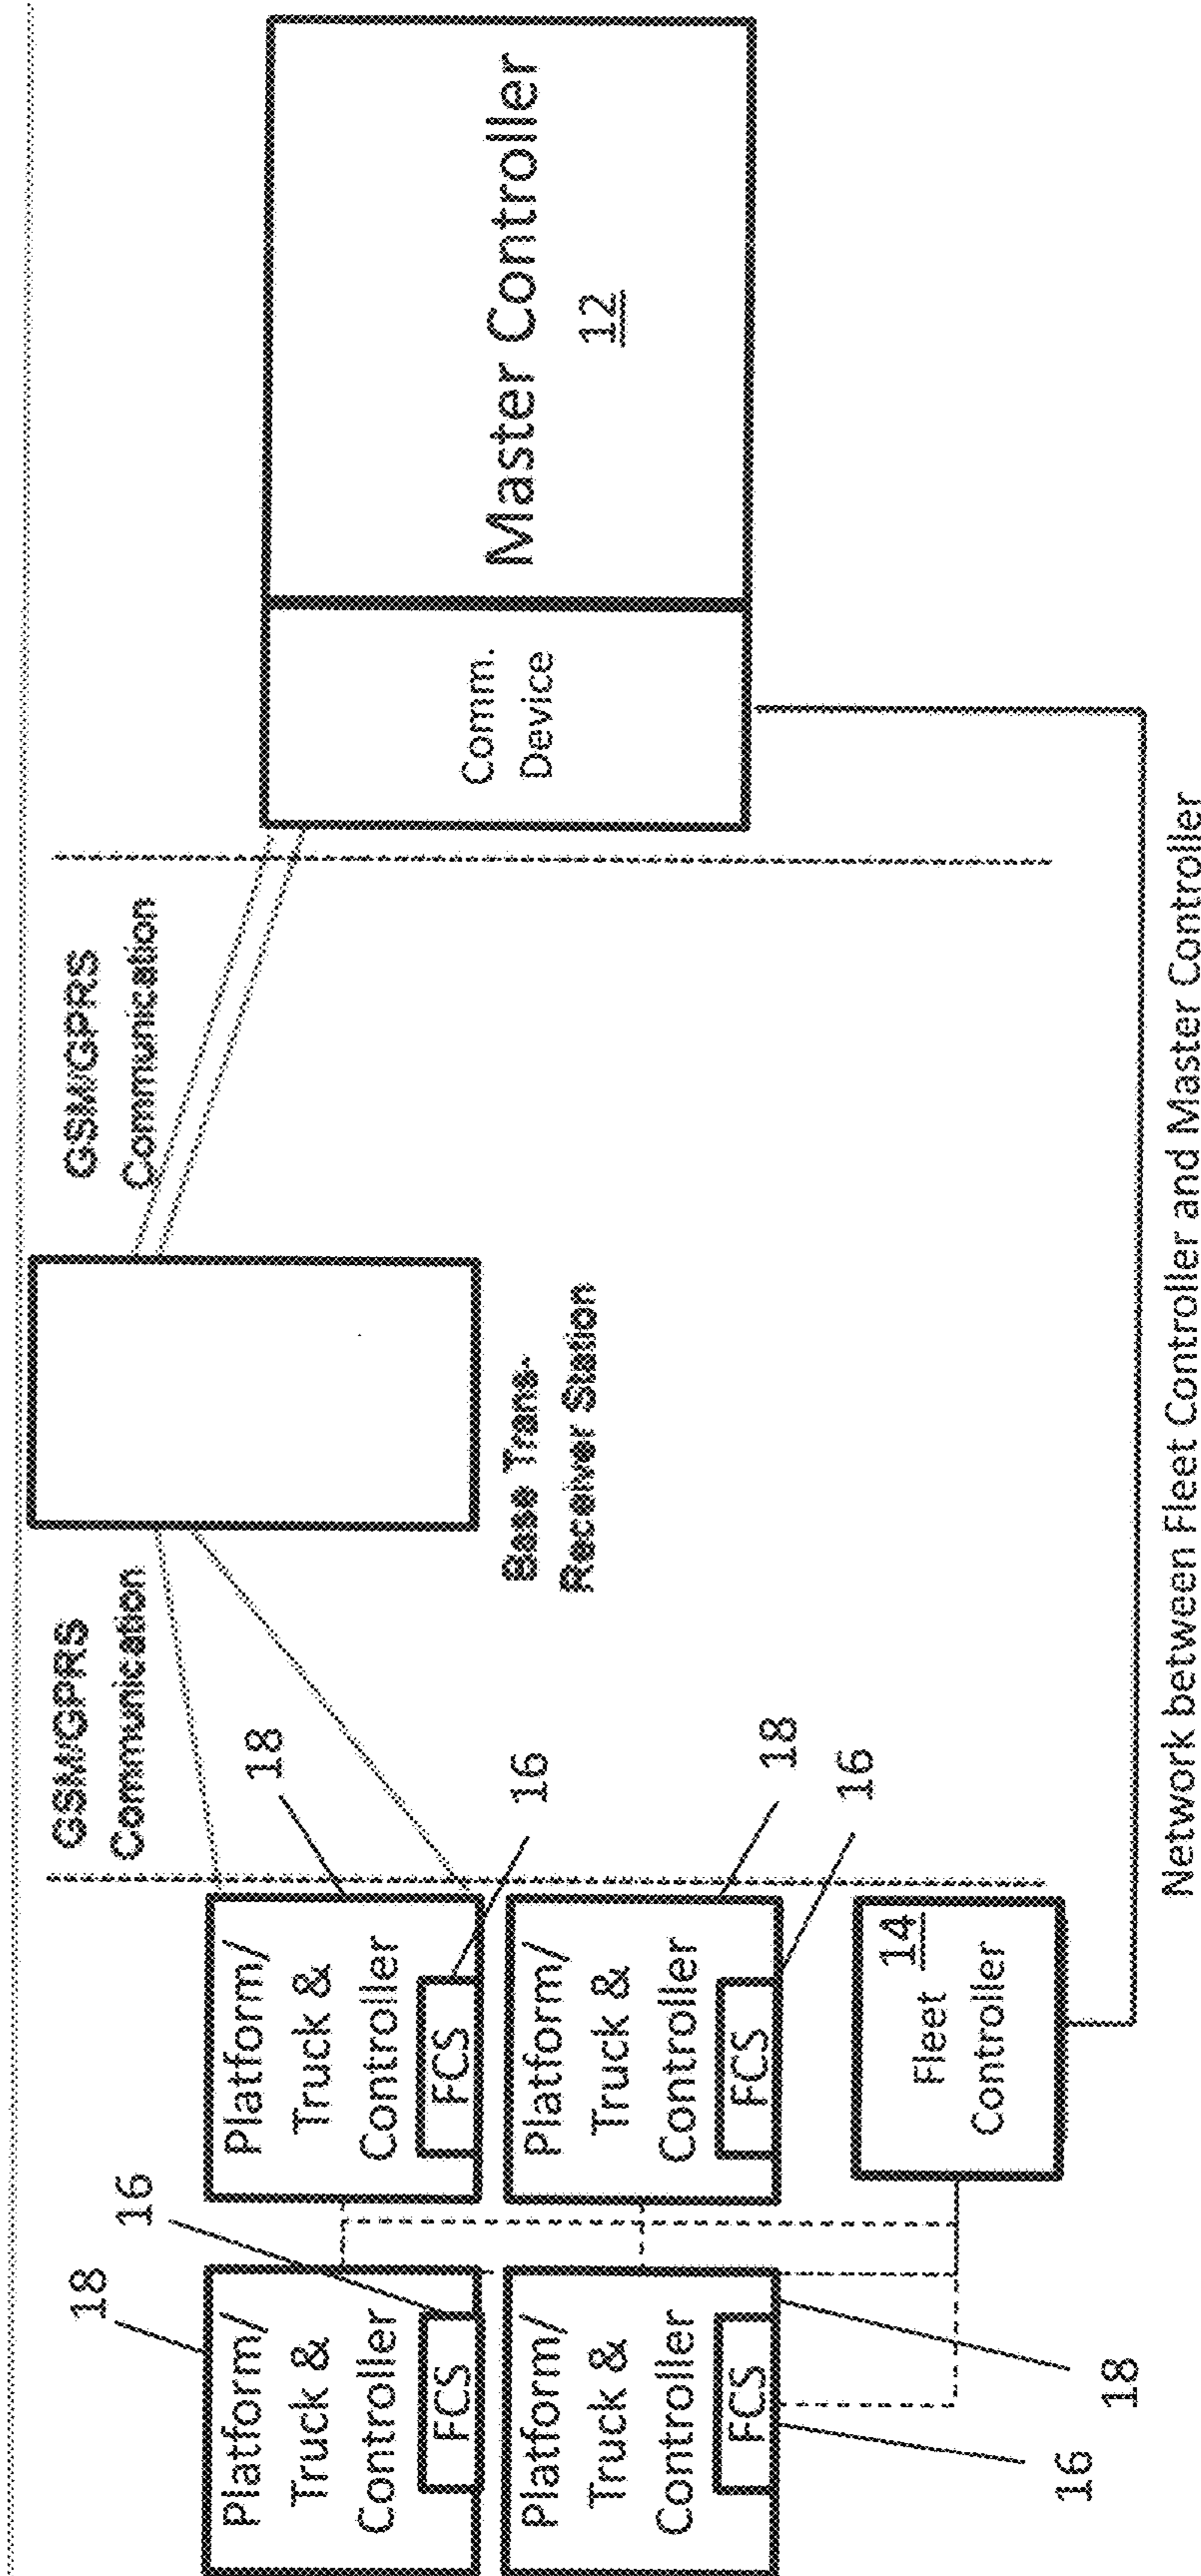 18
16
Platform/
Truck &
Controller
FCS
Platform/
Truck &
Controller
FCS
16
18
Platform/
Truck &
Controller
FCS
Platform/
Truck &
Controller
FCS
18
16
18
16
14
Fleet
Controller
GSM/GPRS
Communication
Base Trans-
Receiver Station
GSM/GPRS
Communication
Comm.
Device
Master Controller
12
Network between Fleet Controller and Master Controller